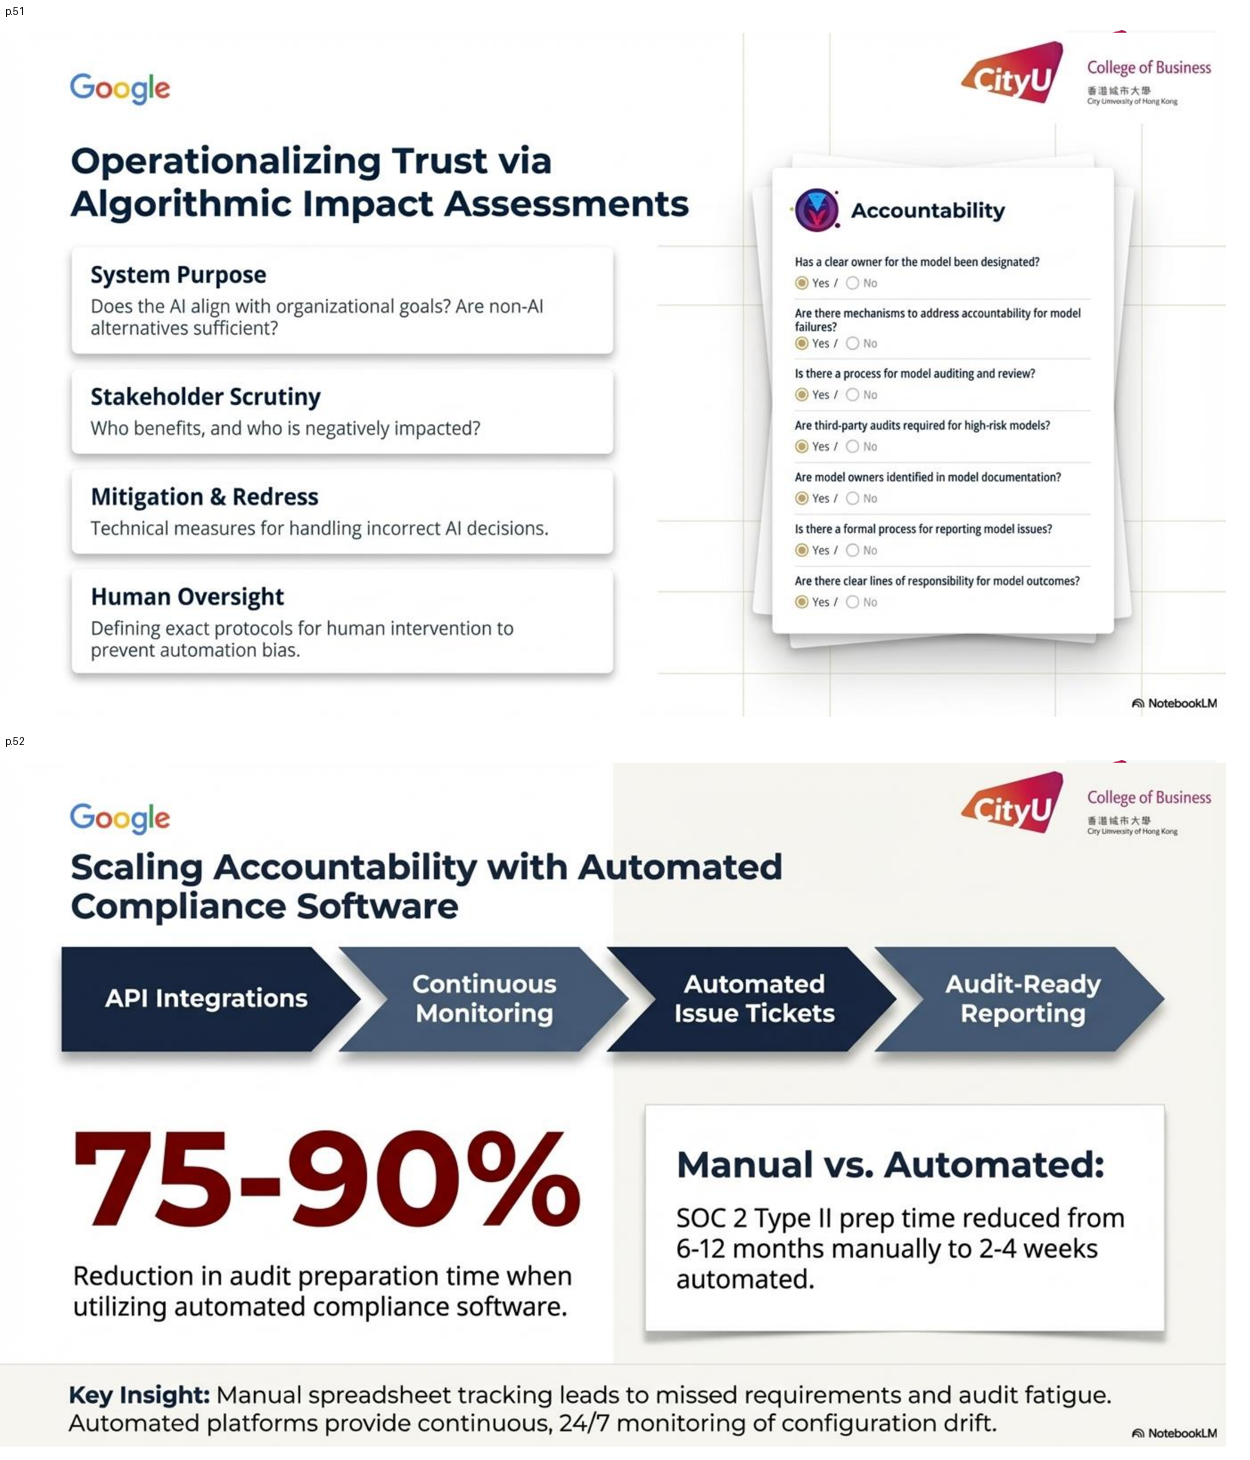 p.51
Google
CityU
College of Business
香港城市大學
City University of Hong Kong
Operationalizing Trust via
Algorithmic Impact Assessments
System Purpose
Does the AI align with organizational goals? Are non-AI
alternatives sufficient?
Stakeholder Scrutiny
Who benefits, and who is negatively impacted?
Mitigation & Redress
Technical measures for handling incorrect AI decisions.
Human Oversight
Defining exact protocols for human intervention to
prevent automation bias.
Accountability
Has a clear owner for the model been designated?
Yes / No
Are there mechanisms to address accountability for model
failures?
Yes / No
Is there a process for model auditing and review?
Yes / No
Are third-party audits required for high-risk models?
Yes / No
Are model owners identified in model documentation?
Yes / No
Is there a formal process for reporting model issues?
Yes / No
Are there clear lines of responsibility for model outcomes?
Yes / No
NotebookLM
p.52
Google
CityU
College of Business
香港城市大學
City University of Hong Kong
Scaling Accountability with Automated
Compliance Software
API Integrations
Continuous
Monitoring
Automated
Issue Tickets
Audit-Ready
Reporting
75-90%
Reduction in audit preparation time when
utilizing automated compliance software.
Manual vs. Automated:
SOC 2 Type II prep time reduced from
6-12 months manually to 2-4 weeks
automated.
Key Insight: Manual spreadsheet tracking leads to missed requirements and audit fatigue.
Automated platforms provide continuous, 24/7 monitoring of configuration drift.
NotebookLM